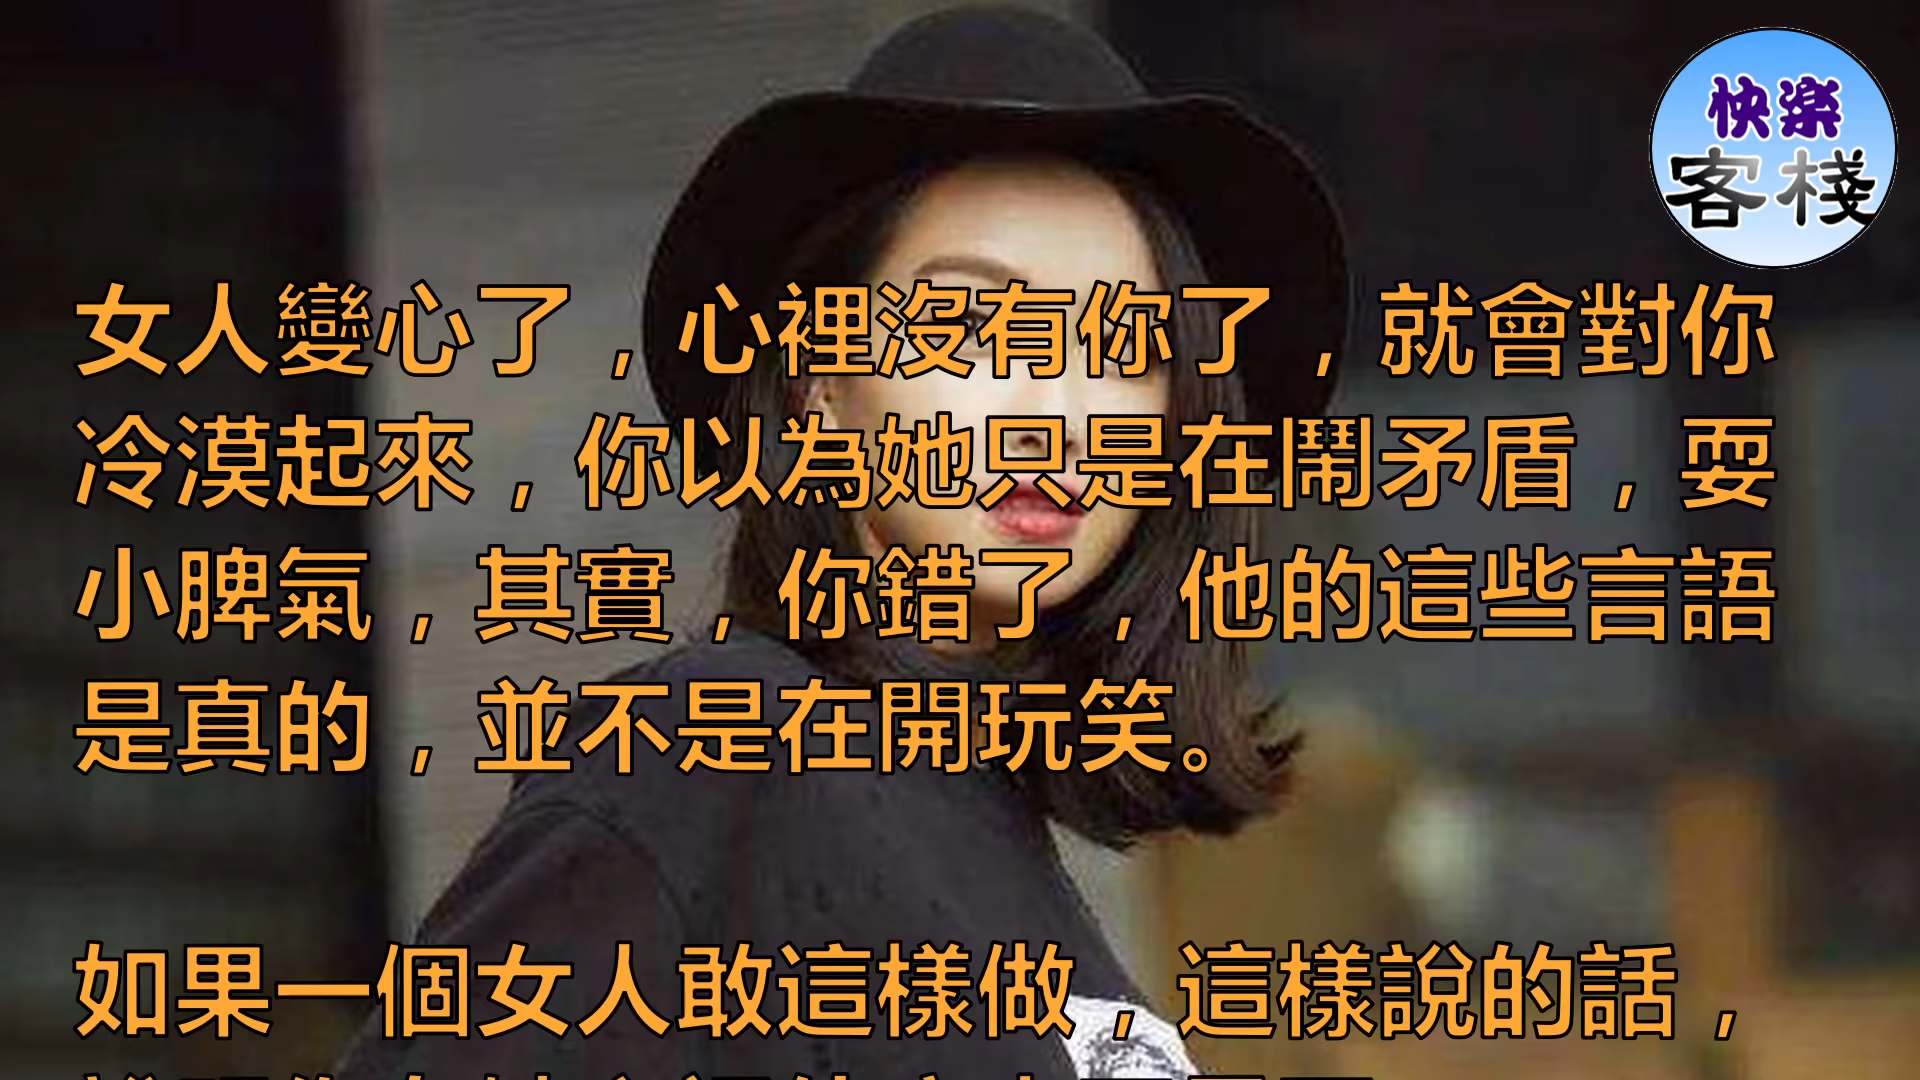 快樂
客棧
女人變心了，心裡沒有你了，就會對你
冷漠起來，你以為她只是在鬧矛盾，耍
小脾氣，其實，你錯了，他的這些言語
是真的，並不是在開玩笑。
如果一個女人敢這樣做，這樣說的話，